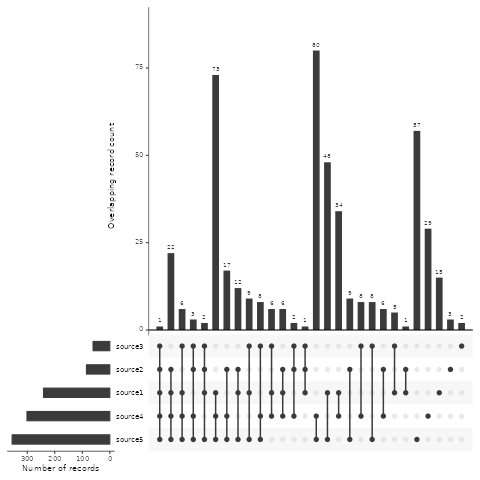 Overlapping record count
75
50
25
0
1 22 6 3 2 73 17 12 9 8 6 6 2 1 80 48 34 9 8 8 6 5 1 57 29 15 3 2
source3
source2
source1
source4
source5
300 200 100 0
Number of records